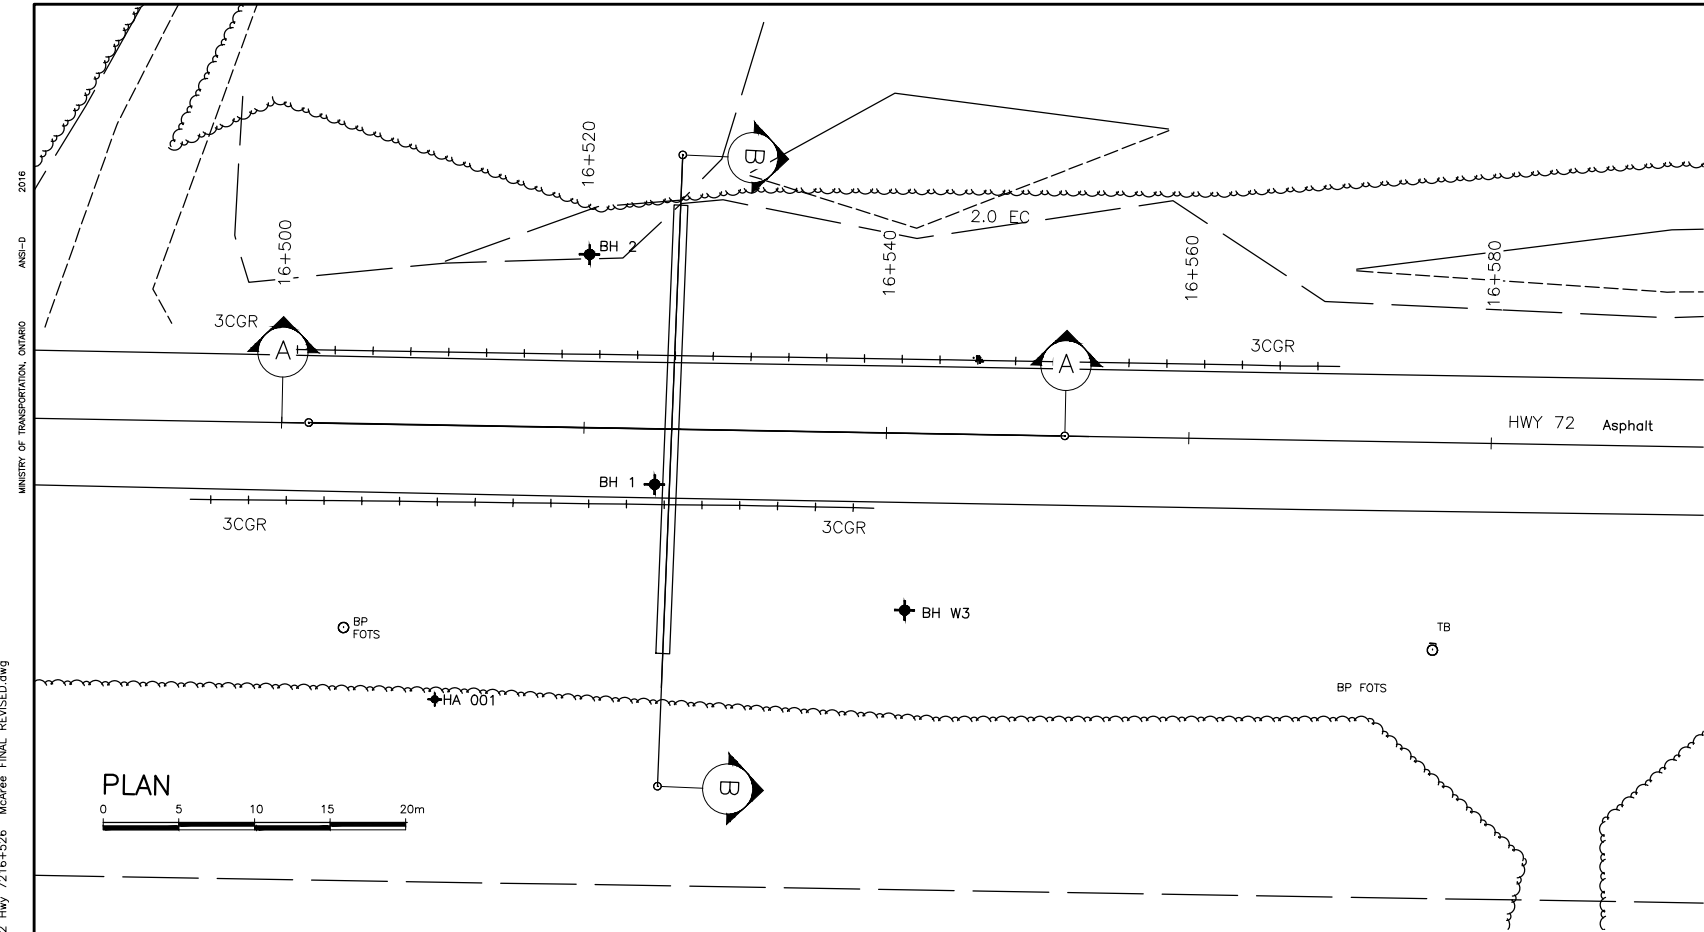 16+520
B
2.0 EC
16+500
BH 2
16+540
16+560
16+580
3CGR
A
A
3CGR
HWY 72 Asphalt
BH 1
3CGR
3CGR
BH W3
BP
FOTS
TB
BP FOTS
HA 001
PLAN
0 5 10 15 20m
B
MINISTRY OF TRANSPORTATION, ONTARIO ANSI-D 2016
2 Hwy 7216+526 McAree FINAL REVISED.dwg